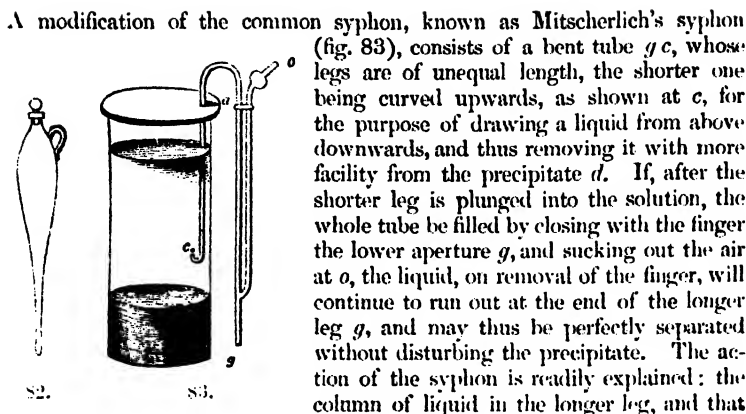 A modification of the common syphon, known as Mitscherlich's syphon
(fig. 83), consists of a bent tube g c, whose
legs are of unequal length, the shorter one
being curved upwards, as shown at c, for
the purpose of drawing a liquid from above
downwards, and thus removing it with more
facility from the precipitate d. If, after the
shorter leg is plunged into the solution, the
whole tube be filled by closing with the finger
the lower aperture g, and sucking out the air
at o, the liquid, on removal of the finger, will
continue to run out at the end of the longer
leg g, and may thus be perfectly separated
without disturbing the precipitate. The ac-
tion of the syphon is readily explained: the
column of liquid in the longer leg, and that
o
d
c.
g
82.
83.